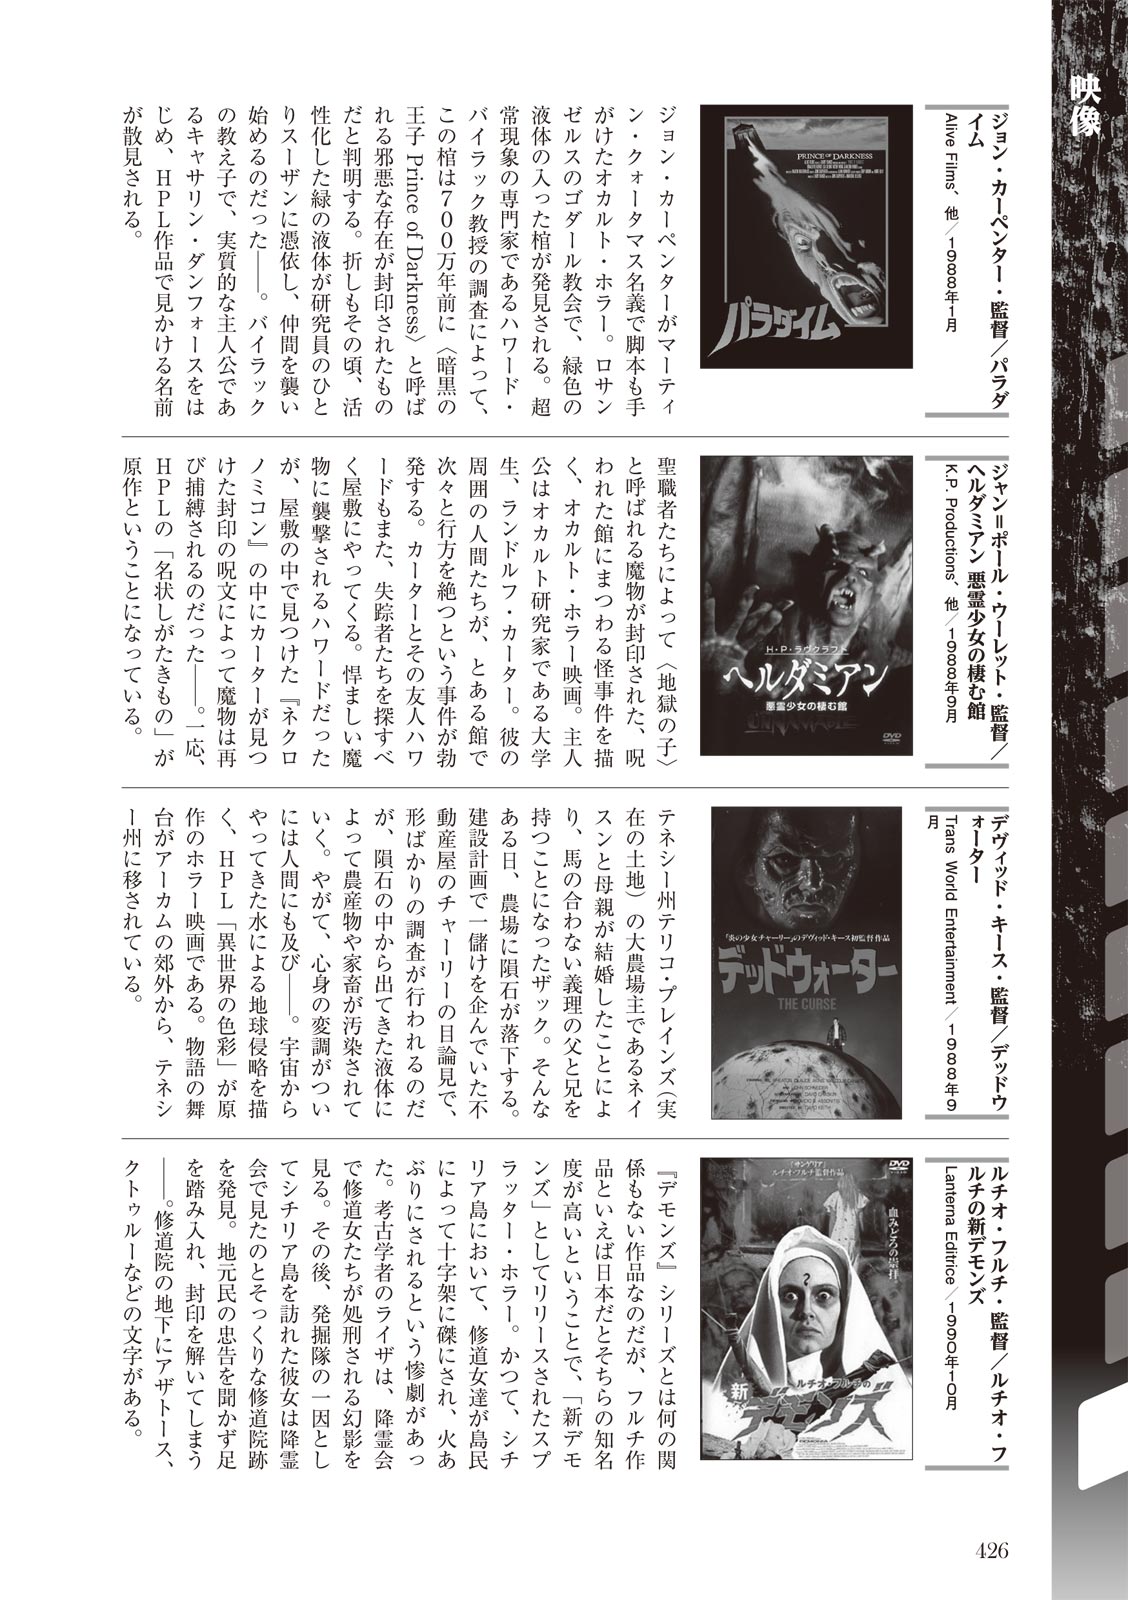 映像
ジョン・カーペンター・監督／パラダ
イム
Alive Films、他／1988年1月
PRINCE OF DARKNESS
パラダイム
ジョン・カーペンターがマーティ
ン・クォータマス名義で脚本も手
がけたオカルト・ホラー。ロサン
ゼルスのゴダール教会で、緑色の
液体の入った棺が発見される。超
常現象の専門家であるハワード・
バイラック教授の調査によって、
この棺は700万年前に〈暗黒の
王子 Prince of Darkness〉と呼ば
れる邪悪な存在が封印されたもの
だと判明する。折しもその頃、活
性化した緑の液体が研究員のひと
りスーザンに憑依し、仲間を襲い
始めるのだった――。バイラック
の教え子で、実質的な主人公であ
るキャサリン・ダンフォースをは
じめ、HPL作品で見かける名前
が散見される。
ジャン＝ポール・ウーレット・監督／
ヘルダミアン 悪霊少女の棲む館
K.P. Productions、他／1988年9月
H・P・ラヴクラフト
ヘルダミアン
悪霊少女の棲む館
DVD
聖職者たちによって〈地獄の子〉
と呼ばれる魔物が封印された、呪
われた館にまつわる怪事件を描
く、オカルト・ホラー映画。主人
公はオカルト研究家である大学
生、ランドルフ・カーター。彼の
周囲の人間たちが、とある館で
次々と行方を絶つという事件が勃
発する。カーターとその友人ハワ
ードもまた、失踪者たちを探すべ
く屋敷にやってくる。悍ましい魔
物に襲撃されるハワードだった
が、屋敷の中で見つけた『ネクロ
ノミコン』の中にカーターが見つ
けた封印の呪文によって魔物は再
び捕縛されるのだった――。一応、
HPLの「名状しがたきもの」が
原作ということになっている。
デヴィッド・キース・監督／デッドウ
ォーター
Trans World Entertainment／1988年9
月
「炎の少女チャーリー」のデヴィッド・キース初監督作品
デッドウォーター
THE CURSE
テネシー州テリコ・プレインズ（実
在の土地）の大農場主であるネイ
スンと母親が結婚したことによ
り、馬の合わない義理の父と兄を
持つことになったザック。そんな
ある日、農場に隕石が落下する。
建設計画で一儲けを企んでいた不
動産屋のチャーリーの目論見で、
形ばかりの調査が行われるのだ
が、隕石の中から出てきた液体に
よって農産物や家畜が汚染されて
いく。やがて、心身の変調がつい
には人間にも及び――。宇宙から
やってきた水による地球侵略を描
く、HPL「異世界の色彩」が原
作のホラー映画である。物語の舞
台がアーカムの郊外から、テネシ
ー州に移されている。
ルチオ・フルチ・監督／ルチオ・フ
ルチの新デモンズ
Lanterna Editrice／1990年10月
「サンゲリア」
ルチオ・フルチ監督作品
DVD
血みどろの崇拝。
ルチオ・フルチの
新デモンズ
『デモンズ』シリーズとは何の関
係もない作品なのだが、フルチ作
品といえば日本だとそちらの知名
度が高いということで、「新デモ
ンズ」としてリリースされたスプ
ラッター・ホラー。かつて、シチ
リア島において、修道女達が島民
によって十字架に磔にされ、火あ
ぶりにされるという惨劇があっ
た。考古学者のライザは、降霊会
で修道女たちが処刑される幻影を
見る。その後、発掘隊の一因とし
てシチリア島を訪れた彼女は降霊
会で見たのとそっくりな修道院跡
を発見。地元民の忠告を聞かず足
を踏み入れ、封印を解いてしまう
――。修道院の地下にアザトース、
クトゥルーなどの文字がある。
426